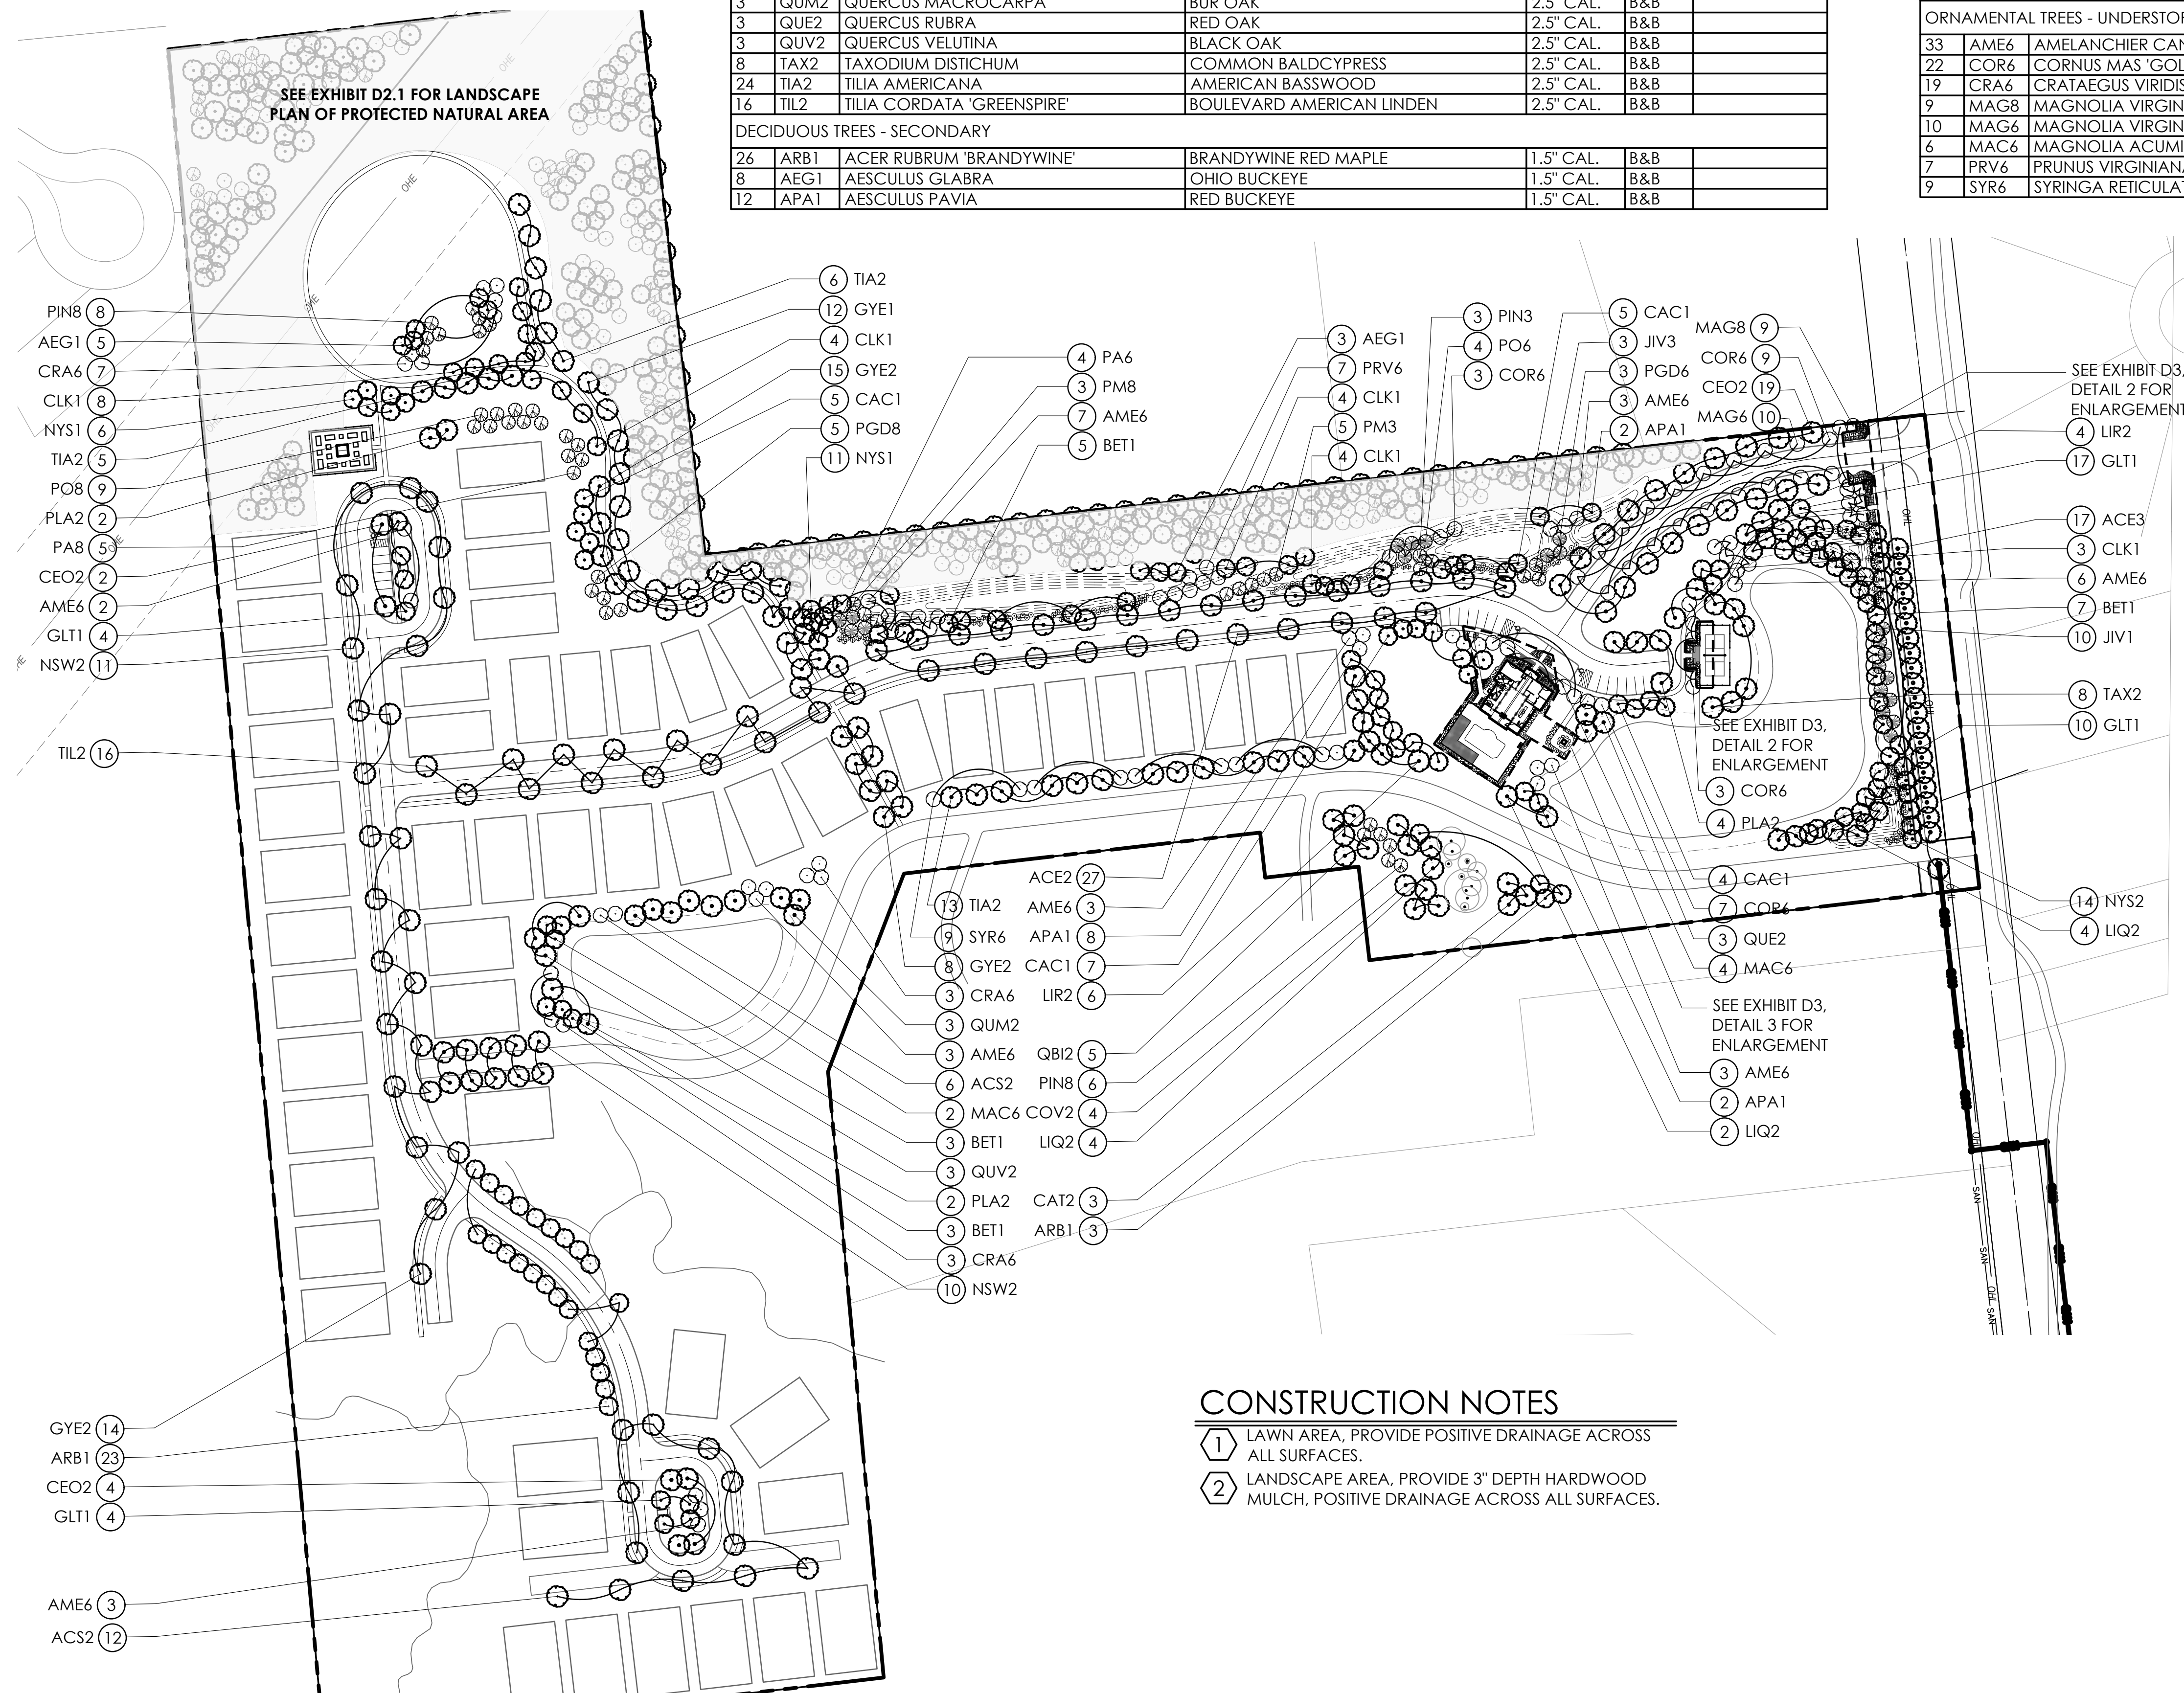 3 QUM2 QUERCUS MACROCARPA BUR OAK 2.5" CAL. B&B
3 QUE2 QUERCUS RUBRA RED OAK 2.5" CAL. B&B
3 QUV2 QUERCUS VELUTINA BLACK OAK 2.5" CAL. B&B
8 TAX2 TAXODIUM DISTICHUM COMMON BALDCYPRESS 2.5" CAL. B&B
24 TIA2 TILIA AMERICANA AMERICAN BASSWOOD 2.5" CAL. B&B
16 TIL2 TILIA CORDATA 'GREENSPIRE' BOULEVARD AMERICAN LINDEN 2.5" CAL. B&B
DECIDUOUS TREES - SECONDARY
26 ARB1 ACER RUBRUM 'BRANDYWINE' BRANDYWINE RED MAPLE 1.5" CAL. B&B
8 AEG1 AESCULUS GLABRA OHIO BUCKEYE 1.5" CAL. B&B
12 APA1 AESCULUS PAVIA RED BUCKEYE 1.5" CAL. B&B
ORNAMENTAL TREES - UNDERSTOR
33 AME6 AMELANCHIER CAN
22 COR6 CORNUS MAS 'GOL
19 CRA6 CRATAEGUS VIRIDIS
9 MAG8 MAGNOLIA VIRGIN
10 MAG6 MAGNOLIA VIRGIN
6 MAC6 MAGNOLIA ACUMI
7 PRV6 PRUNUS VIRGINIAN
9 SYR6 SYRINGA RETICULAT
SEE EXHIBIT D2.1 FOR LANDSCAPE
PLAN OF PROTECTED NATURAL AREA
OHE
OHE
OHE
PIN8 8
AEG1 5
CRA6 7
CLK1 8
NYS1 6
TIA2 5
PO8 9
PLA2 2
PA8 5
CEO2 2
AME6 2
GLT1 4
NSW2 11
TIL2 16
6 TIA2
12 GYE1
4 CLK1
15 GYE2
5 CAC1
5 PGD8
11 NYS1
4 PA6
3 PM8
7 AME6
5 BET1
3 AEG1
7 PRV6
4 CLK1
5 PM3
4 CLK1
3 PIN3
4 PO6
3 COR6
5 CAC1
3 JIV3
3 PGD6
3 AME6
2 APA1
MAG8 9
COR6 9
CEO2 19
MAG6 10
SEE EXHIBIT D3,
DETAIL 2 FOR
ENLARGEMENT
4 LIR2
17 GLT1
17 ACE3
3 CLK1
6 AME6
7 BET1
10 JIV1
8 TAX2
10 GLT1
14 NYS2
4 LIQ2
SEE EXHIBIT D3,
DETAIL 2 FOR
ENLARGEMENT
3 COR6
4 PLA2
4 CAC1
7 COR6
3 QUE2
4 MAC6
SEE EXHIBIT D3,
DETAIL 3 FOR
ENLARGEMENT
3 AME6
2 APA1
2 LIQ2
ACE2 27
13 TIA2 AME6 3
9 SYR6 APA1 8
8 GYE2 CAC1 7
3 CRA6 LIR2 6
3 QUM2
3 AME6 QBI2 5
6 ACS2 PIN8 6
2 MAC6 COV2 4
3 BET1 LIQ2 4
3 QUV2
2 PLA2 CAT2 3
3 BET1 ARB1 3
3 CRA6
10 NSW2
OHL
OHL
OHL
OHL
SAN
SAN
OHL
SAN
GYE2 14
ARB1 23
CEO2 4
GLT1 4
AME6 3
ACS2 12
CONSTRUCTION NOTES
1 LAWN AREA, PROVIDE POSITIVE DRAINAGE ACROSS
ALL SURFACES.
2 LANDSCAPE AREA, PROVIDE 3" DEPTH HARDWOOD
MULCH, POSITIVE DRAINAGE ACROSS ALL SURFACES.